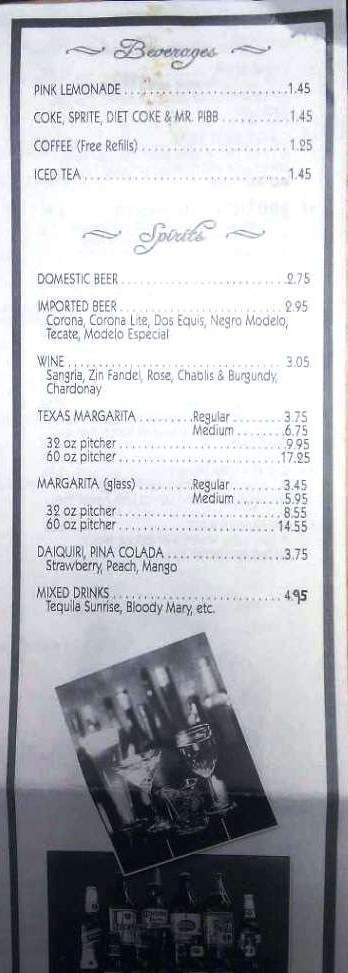 Beverages
PINK LEMONADE ........................ 1.45
COKE, SPRITE, DIET COKE & MR. PIBB .......... 1.45
COFFEE (Free Refills) ........................ 1.25
ICED TEA ........................ 1.45
Spirits
DOMESTIC BEER ........................ 2.75
IMPORTED BEER ........................ 2.95
Corona, Corona Lite, Dos Equis, Negro Modelo,
Tecate, Modelo Especial
WINE ........................ 3.05
Sangria, Zin Fandel, Rose, Chablis & Burgundy,
Chardonay
TEXAS MARGARITA .......... Regular ........ 3.75
Medium ........ 6.75
32 oz pitcher ........................ 9.95
60 oz pitcher ........................ 17.25
MARGARITA (glass) .......... Regular ........ 3.45
Medium ........ 5.95
32 oz pitcher ........................ 8.55
60 oz pitcher ........................ 14.55
DAIQUIRI, PINA COLADA .................... 3.75
Strawberry, Peach, Mango
MIXED DRINKS ........................ 4.95
Tequila Sunrise, Bloody Mary, etc.